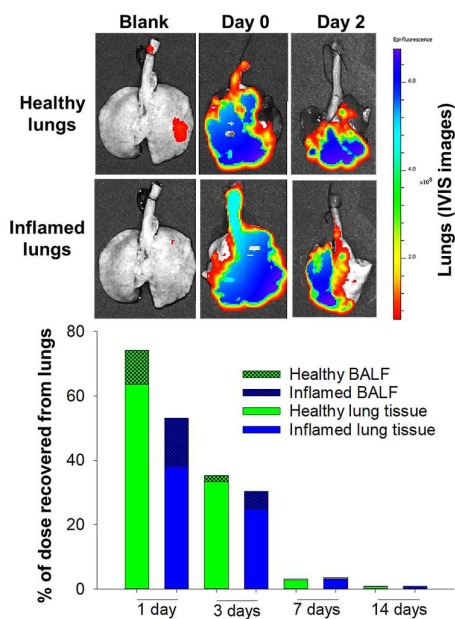 Blank Day 0 Day 2
Healthy lungs
Inflamed lungs
Epi-fluorescence
6.0
4.0
×10⁸
2.0
Lungs (IVIS images)
% of dose recovered from lungs
80
60
40
20
0
Healthy BALF
Inflamed BALF
Healthy lung tissue
Inflamed lung tissue
1 day 3 days 7 days 14 days